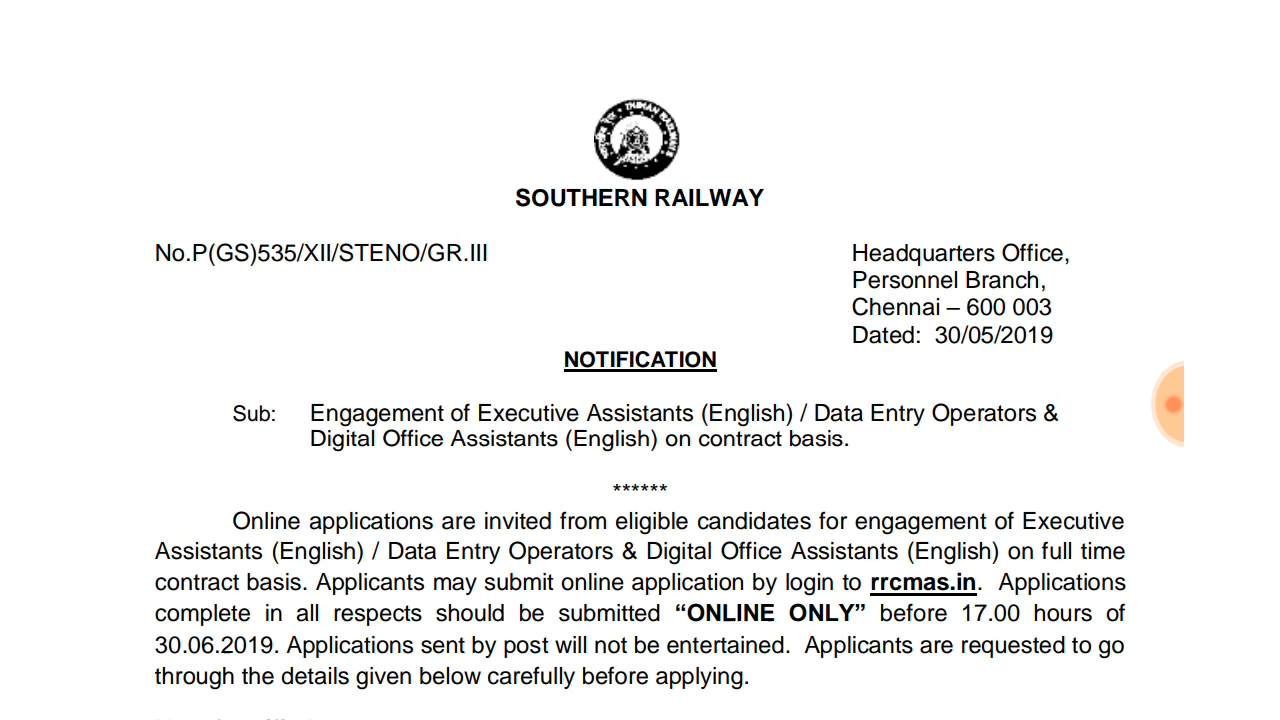 SOUTHERN RAILWAY
No.P(GS)535/XII/STENO/GR.III
Headquarters Office,
Personnel Branch,
Chennai – 600 003
Dated: 30/05/2019
NOTIFICATION
Sub: Engagement of Executive Assistants (English) / Data Entry Operators &
Digital Office Assistants (English) on contract basis.
******
Online applications are invited from eligible candidates for engagement of Executive
Assistants (English) / Data Entry Operators & Digital Office Assistants (English) on full time
contract basis. Applicants may submit online application by login to rrcmas.in. Applications
complete in all respects should be submitted “ONLINE ONLY” before 17.00 hours of
30.06.2019. Applications sent by post will not be entertained. Applicants are requested to go
through the details given below carefully before applying.